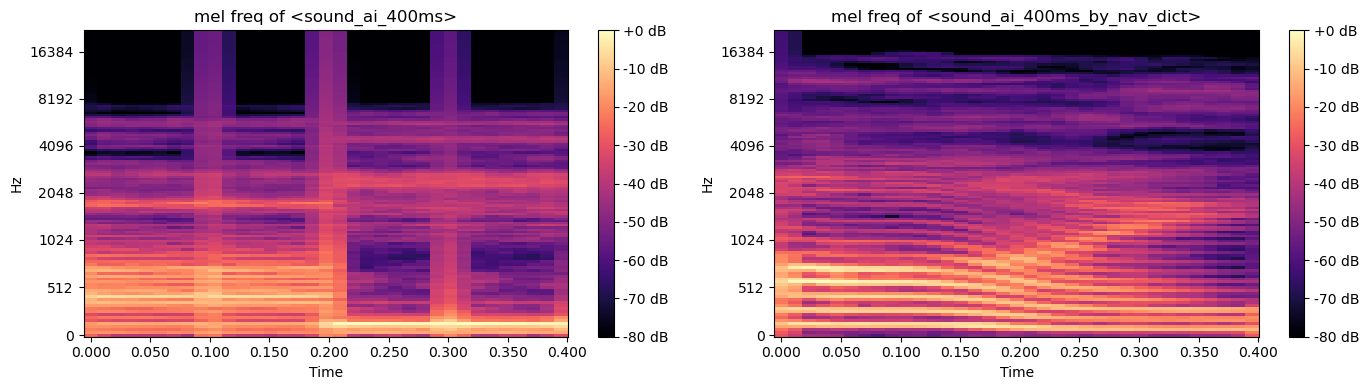 mel freq of <sound_ai_400ms>
16384
8192
4096
2048
1024
512
0
Hz
0.000 0.050 0.100 0.150 0.200 0.250 0.300 0.350 0.400
Time
+0 dB
-10 dB
-20 dB
-30 dB
-40 dB
-50 dB
-60 dB
-70 dB
-80 dB
mel freq of <sound_ai_400ms_by_nav_dict>
16384
8192
4096
2048
1024
512
0
Hz
0.000 0.050 0.100 0.150 0.200 0.250 0.300 0.350 0.400
Time
+0 dB
-10 dB
-20 dB
-30 dB
-40 dB
-50 dB
-60 dB
-70 dB
-80 dB